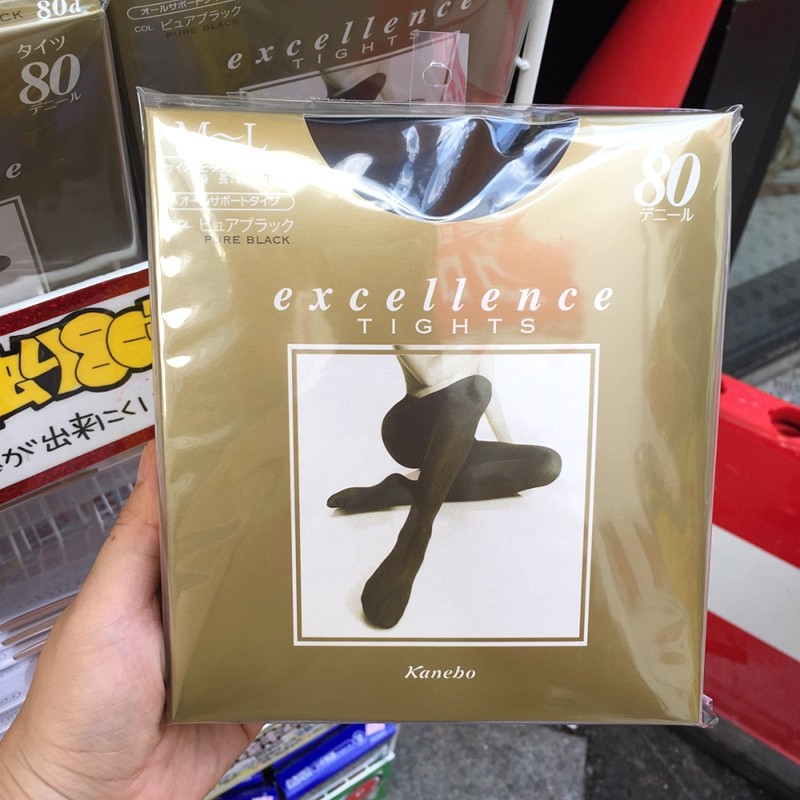 80d
オールサポートタイプ
COL. ピュアブラック
PURE BLACK
excellence
TIGHTS
タイツ
80
デニール
M〜L
オールサポートタイプ
COL. ピュアブラック
PURE BLACK
80
デニール
excellence
TIGHTS
が出来にくい
Kanebo